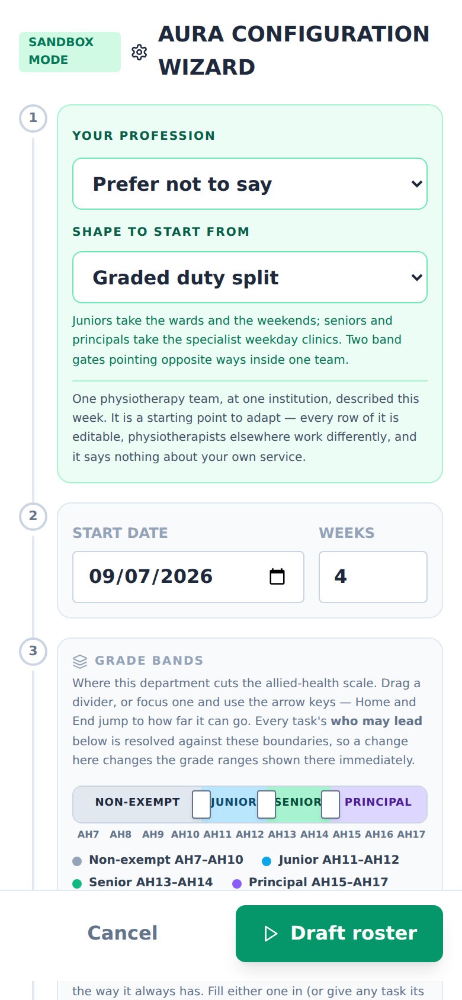 SANDBOX
MODE
AURA CONFIGURATION
WIZARD
1
YOUR PROFESSION
Prefer not to say
SHAPE TO START FROM
Graded duty split
Juniors take the wards and the weekends; seniors and
principals take the specialist weekday clinics. Two band
gates pointing opposite ways inside one team.
One physiotherapy team, at one institution, described this
week. It is a starting point to adapt — every row of it is
editable, physiotherapists elsewhere work differently, and
it says nothing about your own service.
2
START DATE
WEEKS
09/07/2026
4
3
GRADE BANDS
Where this department cuts the allied-health scale. Drag a
divider, or focus one and use the arrow keys — Home and
End jump to how far it can go. Every task's who may lead
below is resolved against these boundaries, so a change
here changes the grade ranges shown there immediately.
NON-EXEMPT JUNIOR SENIOR PRINCIPAL
AH7 AH8 AH9 AH10 AH11 AH12 AH13 AH14 AH15 AH16 AH17
Non-exempt AH7–AH10 Junior AH11–AH12
Senior AH13–AH14 Principal AH15–AH17
Cancel
Draft roster
the way it always has. Fill either one in (or give any task its